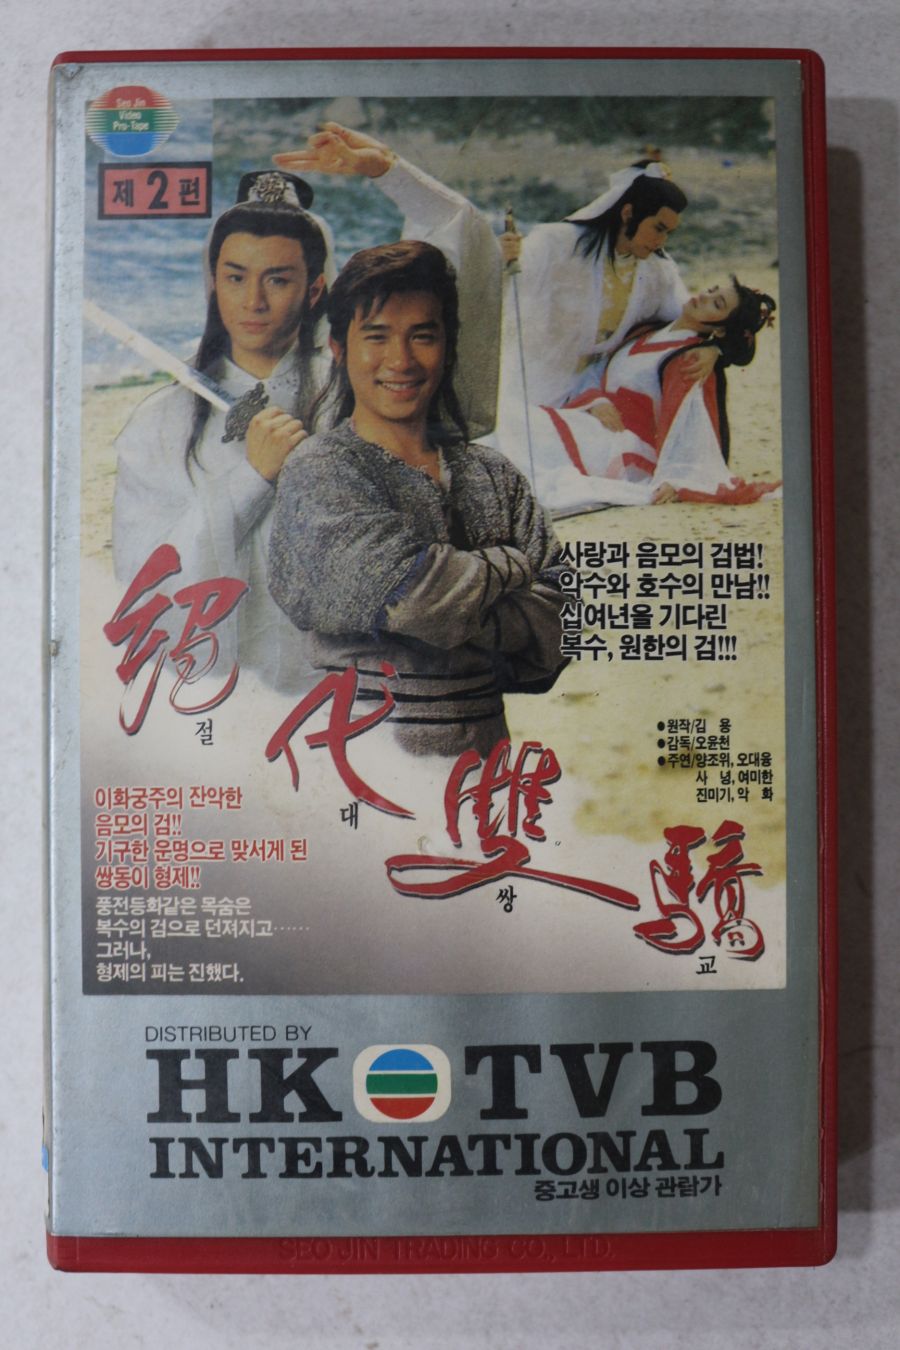 Seo Jin
Video
Pro-Tape
제2편
사랑과 음모의 검법!
악수와 호수의 만남!!
십여년을 기다린
복수, 원한의 검!!!
絕代雙驕
절대쌍교
●원작/김 용
●감독/오윤천
●주연/양조위, 오대융
사 녕, 여미한
진미기, 악 화
이화궁주의 잔악한
음모의 검!!
기구한 운명으로 맞서게 된
쌍동이 형제!!
풍전등화같은 목숨은
복수의 검으로 던져지고……
그러나,
형제의 피는 진했다.
DISTRIBUTED BY
HK TVB
INTERNATIONAL
중고생 이상 관람가
SEO JIN TRADING CO., LTD.